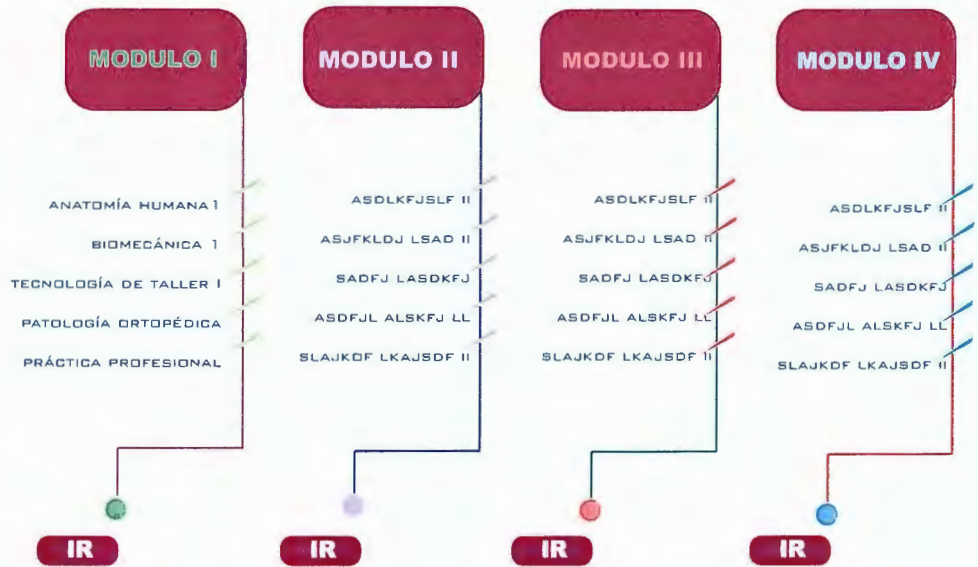 MODULO I
ANATOMÍA HUMANA 1
BIOMECÁNICA 1
TECNOLOGÍA DE TALLER I
PATOLOGÍA ORTOPÉDICA
PRÁCTICA PROFESIONAL
IR
MODULO II
ASDLKFJSLF II
ASJFKLDJ LSAD II
SADFJ LASDKFJ
ASDFJL ALSKFJ LL
SLAJKDF LKAJSDF II
IR
MODULO III
ASDLKFJSLF II
ASJFKLDJ LSAD II
SADFJ LASDKFJ
ASDFJL ALSKFJ LL
SLAJKDF LKAJSDF II
IR
MODULO IV
ASDLKFJSLF II
ASJFKLDJ LSAD II
SADFJ LASDKFJ
ASDFJL ALSKFJ LL
SLAJKDF LKAJSDF II
IR